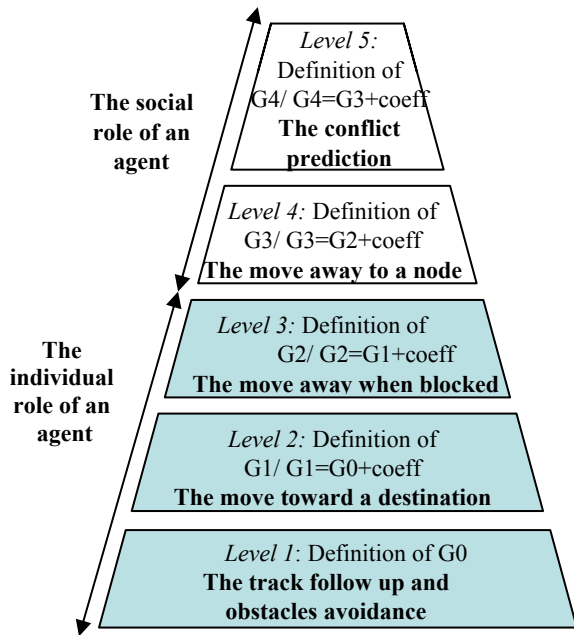 Level 5:
Definition of
G4/ G4=G3+coeff
The conflict
prediction
The social
role of an
agent
Level 4: Definition of
G3/ G3=G2+coeff
The move away to a node
Level 3: Definition of
G2/ G2=G1+coeff
The move away when blocked
The
individual
role of an
agent
Level 2: Definition of
G1/ G1=G0+coeff
The move toward a destination
Level 1: Definition of G0
The track follow up and
obstacles avoidance